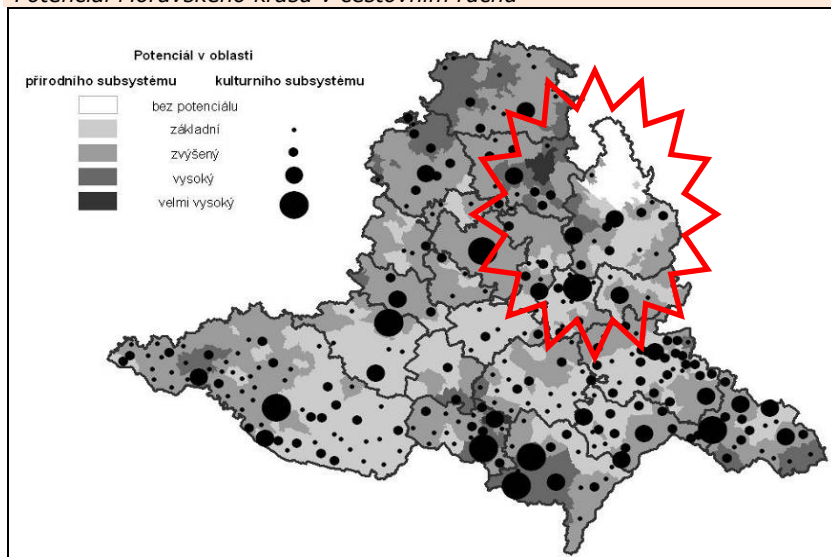 Potenciál Moravského krasu v cestovním ruchu
Potenciál v oblasti
přírodního subsystému kulturního subsystému
bez potenciálu
základní
zvýšený
vysoký
velmi vysoký